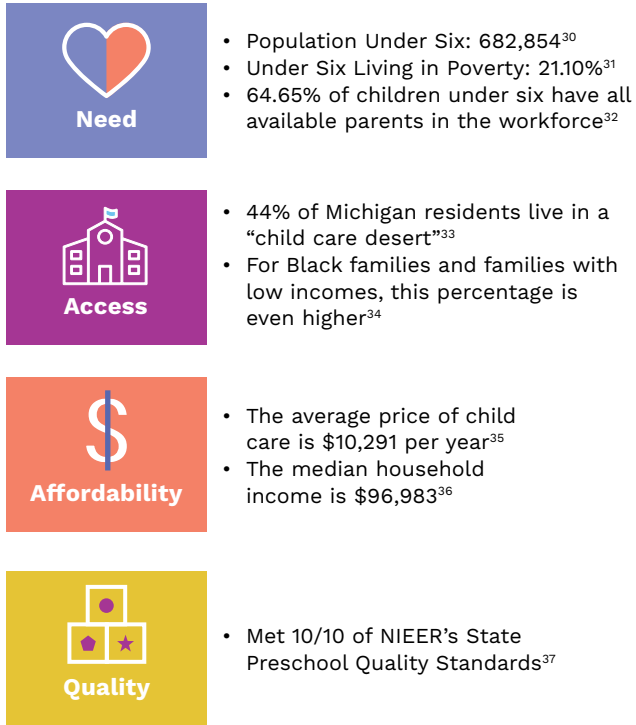 Need
• Population Under Six: 682,854³⁰
• Under Six Living in Poverty: 21.10%³¹
• 64.65% of children under six have all
available parents in the workforce³²
Access
• 44% of Michigan residents live in a
“child care desert”³³
• For Black families and families with
low incomes, this percentage is
even higher³⁴
$
Affordability
• The average price of child
care is $10,291 per year³⁵
• The median household
income is $96,983³⁶
Quality
• Met 10/10 of NIEER’s State
Preschool Quality Standards³⁷